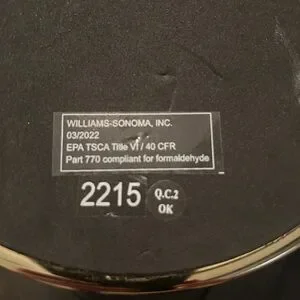 WILLIAMS-SONOMA, INC.
03/2022
EPA TSCA Title VI / 40 CFR
Part 770 compliant for formaldehyde
2215
Q.C.2
OK